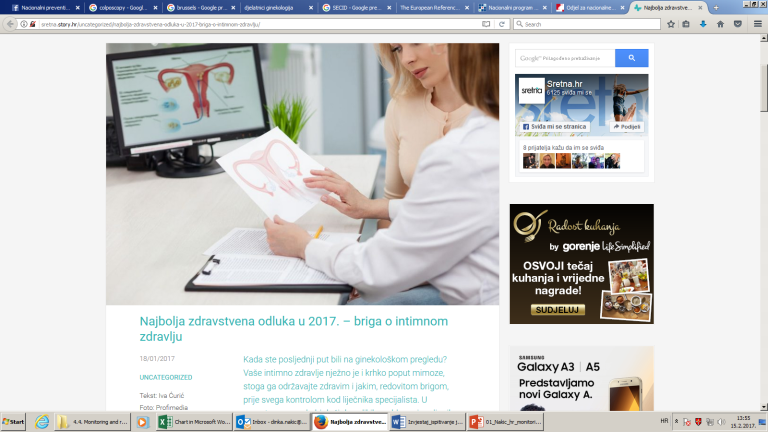 Nacionalni preventi...
colposcopy - Googl...
brussels - Google pr...
djelatnici ginekologija
SECID - Google pre...
The European Referenc...
Nacionalni program ...
Odjel za nacionalne...
Najbolja zdravstve...
sretna.story.hr/uncategorized/najbolja-zdravstvena-odluka-u-2017-briga-o-intimnom-zdravlju/
Search
Google Prilagođeno pretraživanje
sretna
Sretna.hr
6125 sviđa mi se
Sviđa mi se stranica
Podijeli
8 prijatelja kažu da im se sviđa
Radost kuhanja
by gorenje Life Simplified
OSVOJI tečaj
kuhanja i vrijedne
nagrade!
SUDJELUJ
Najbolja zdravstvena odluka u 2017. – briga o intimnom
zdravlju
18/01/2017
UNCATEGORIZED
Tekst: Iva Ćurić
Foto: Profimedia
Kada ste posljednji put bili na ginekološkom pregledu?
Vaše intimno zdravlje nježno je i krhko poput mimoze,
stoga ga održavajte zdravim i jakim, redovitom brigom,
prije svega kontrolom kod liječnika specijalista. U
SAMSUNG
Galaxy A3 | A5
Predstavljamo
novi Galaxy A.
Start
4.4. Monitoring and r...
Chart in Microsoft Wo...
Inbox - dinka.nakic@...
Najbolja zdravstve...
Izvjestaj_ispitivanje j...
01_Nakic_hr_monitori...
HR
12:55
15.2.2017.